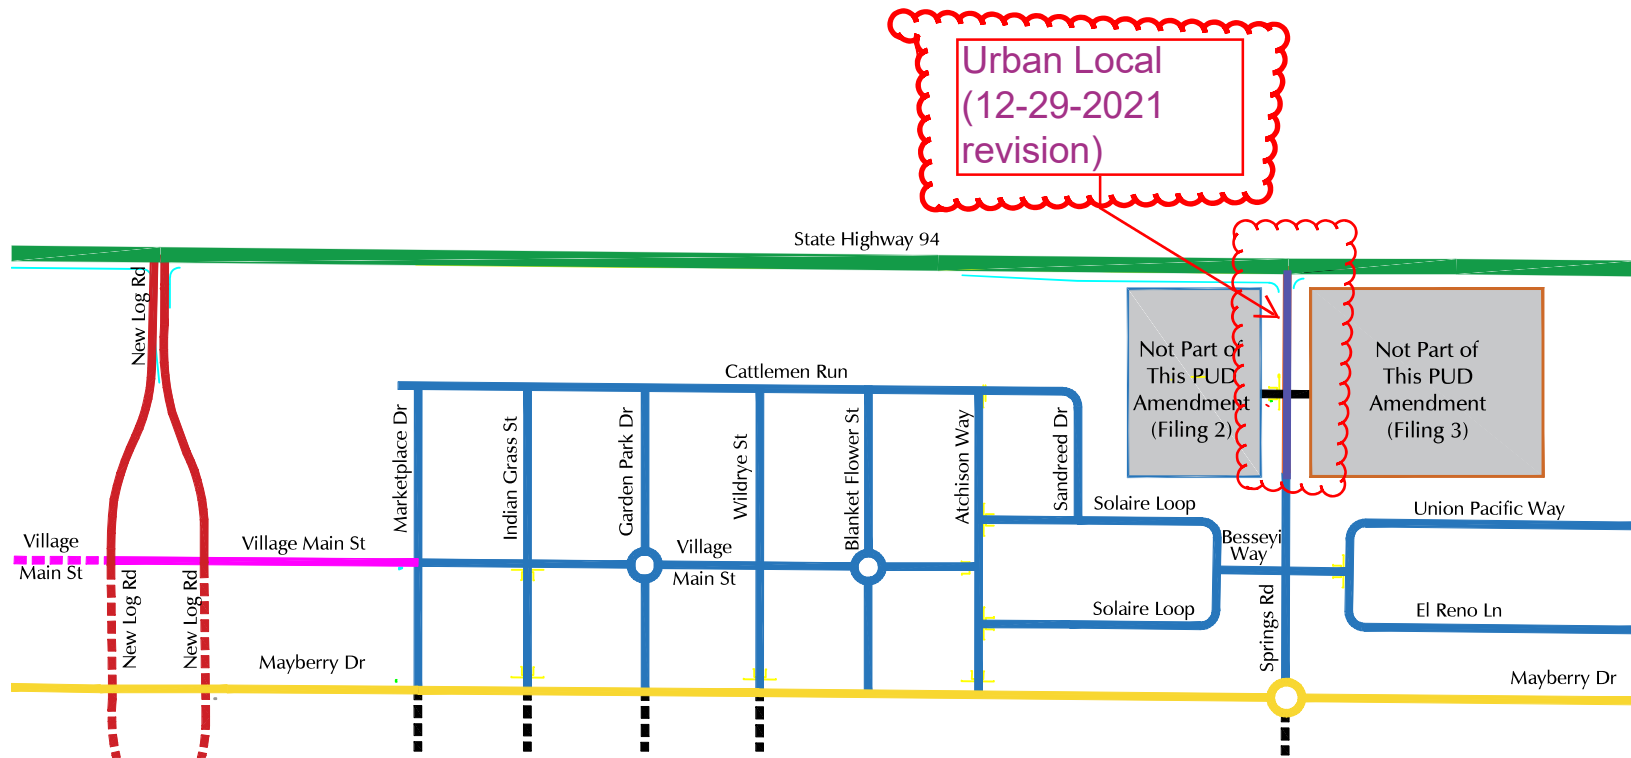 Urban Local
(12-29-2021
revision)
State Highway 94
New Log Rd
Not Part of
This PUD
Amendment
(Filing 2)
Not Part of
This PUD
Amendment
(Filing 3)
Cattlemen Run
Marketplace Dr
Indian Grass St
Garden Park Dr
Wildrye St
Blanket Flower St
Atchison Way
Sandreed Dr
Solaire Loop
Union Pacific Way
Village
Main St
Village Main St
Village
Main St
Besseyi
Way
New Log Rd
New Log Rd
Solaire Loop
Springs Rd
El Reno Ln
Mayberry Dr
Mayberry Dr